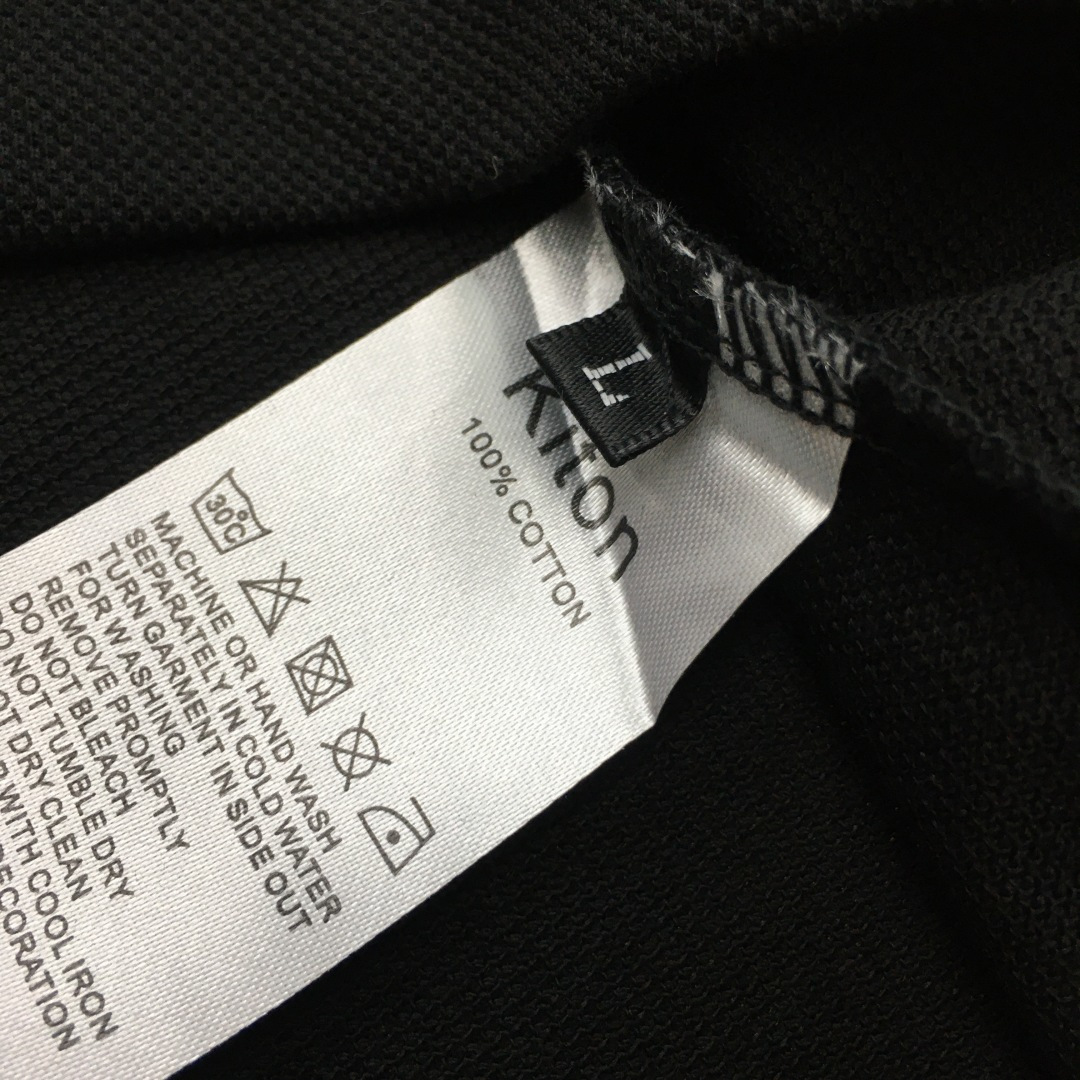 L
Kiton
100% COTTON
30C
MACHINE OR HAND WASH
SEPARATELY IN COLD WATER
TURN GARMENT IN SIDE OUT
FOR WASHING
REMOVE PROMPTLY
DO NOT BLEACH
DO NOT TUMBLE DRY
DRY CLEAN
WITH COOL IRON